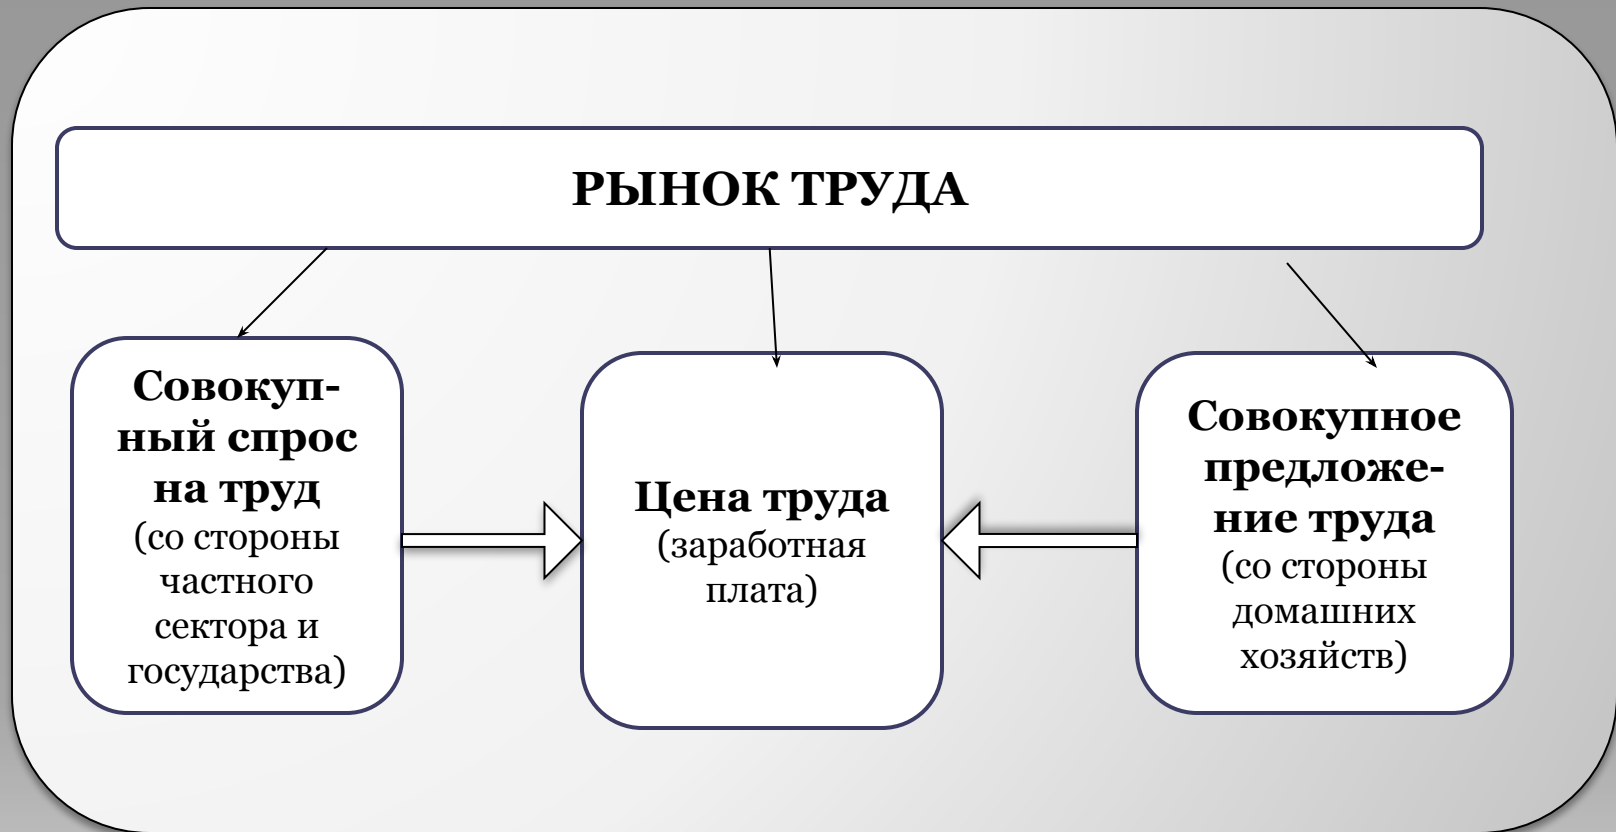 РЫНОК ТРУДА
Совокуп-
ный спрос
на труд
(со стороны
частного
сектора и
государства)
Цена труда
(заработная
плата)
Совокупное
предложе-
ние труда
(со стороны
домашних
хозяйств)